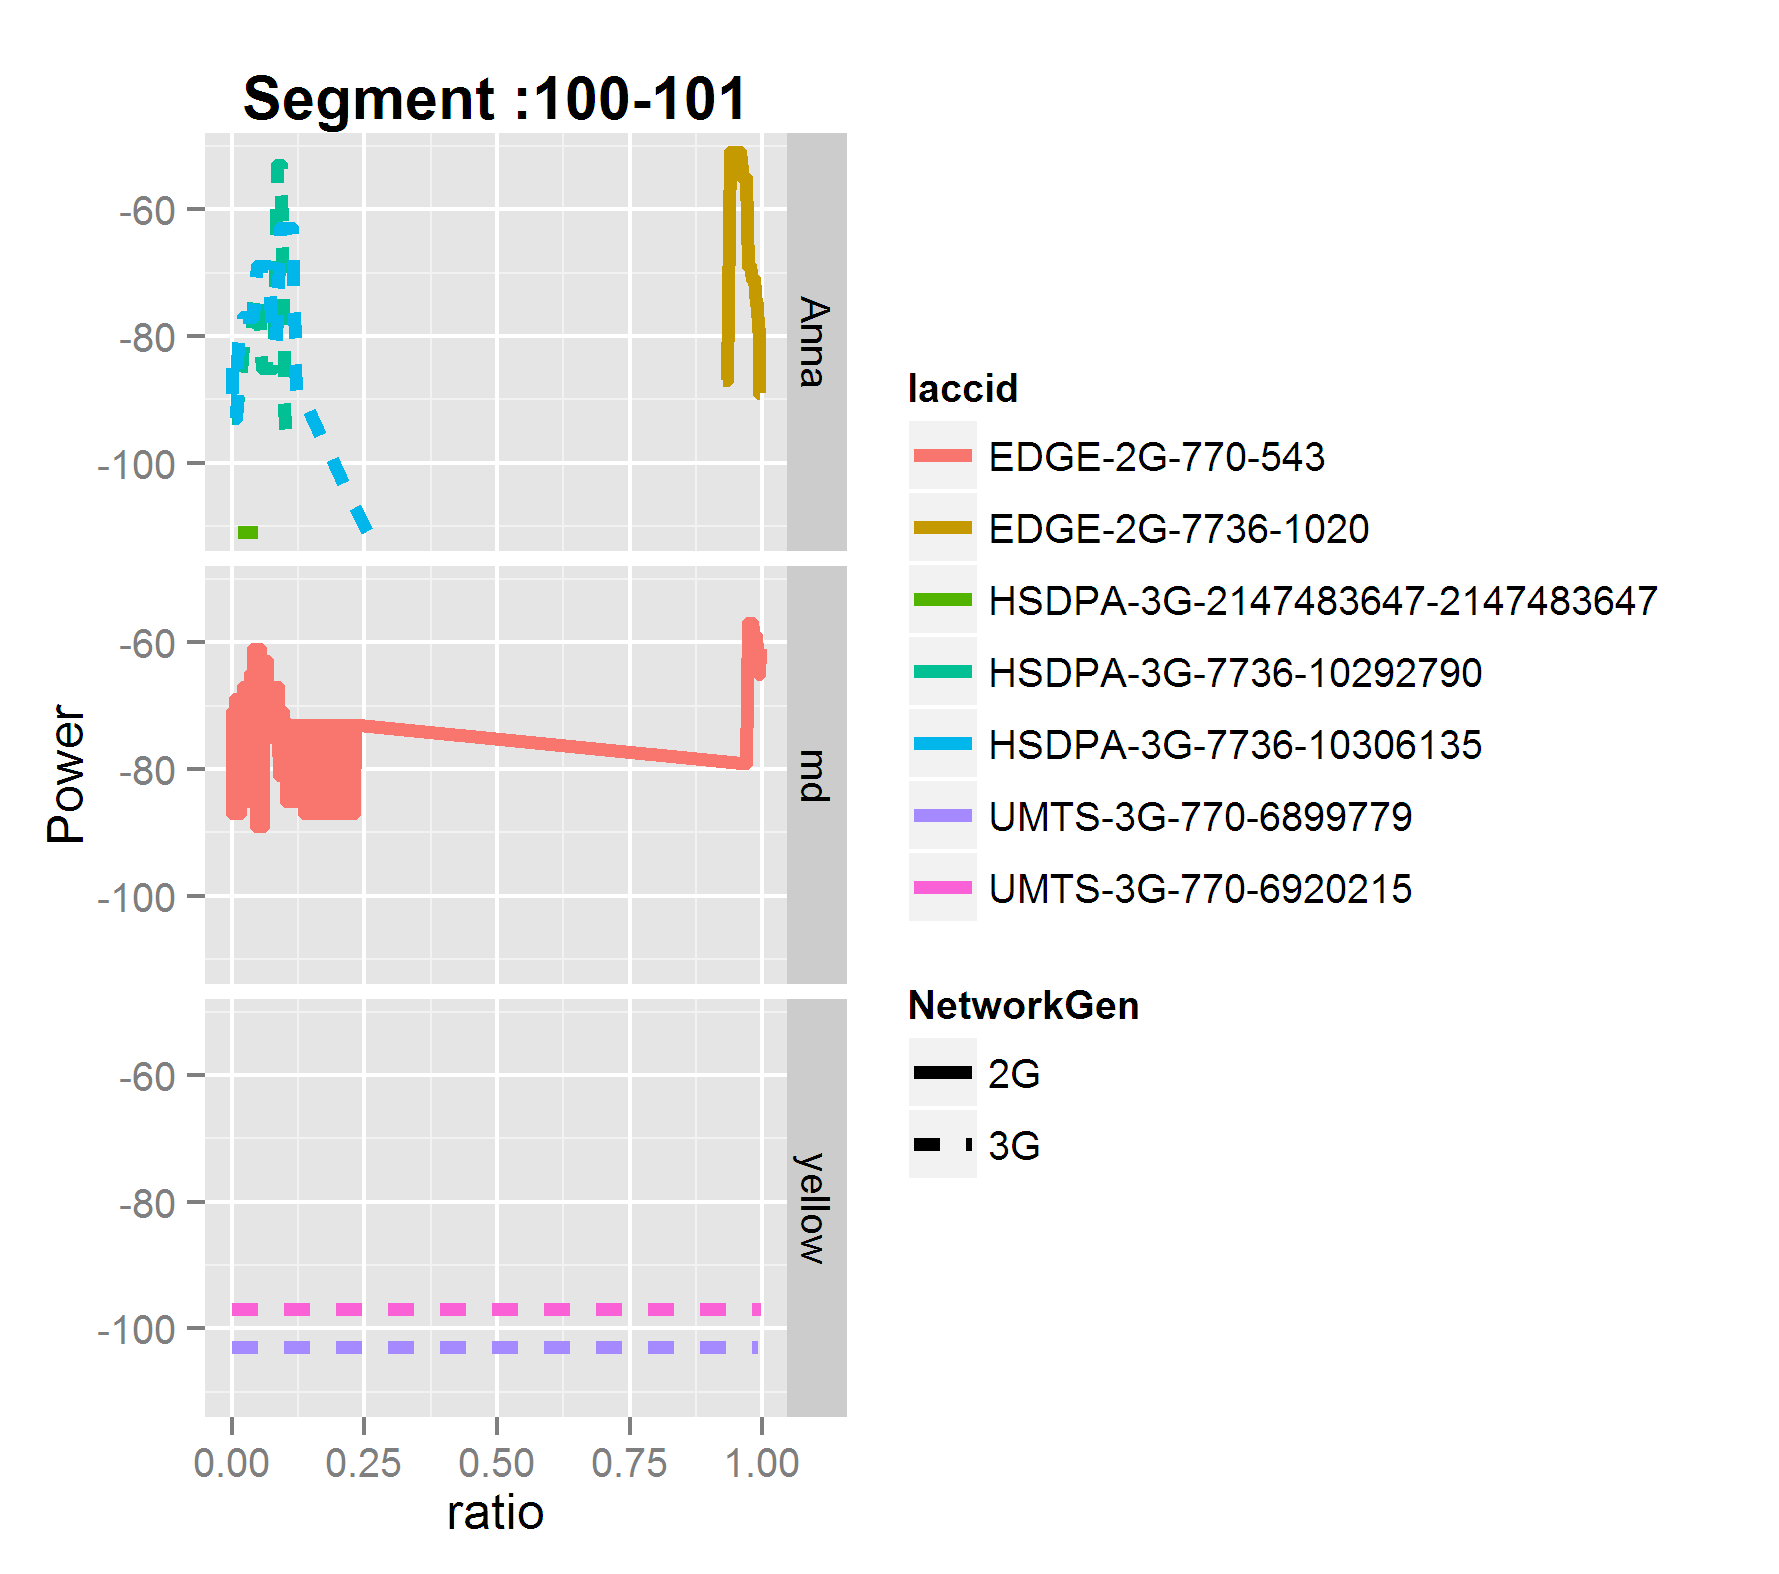 Segment :100-101
-60
-80
-100
Anna
-60
-80
-100
md
-60
-80
-100
yellow
Power
0.00 0.25 0.50 0.75 1.00
ratio
laccid
EDGE-2G-770-543
EDGE-2G-7736-1020
HSDPA-3G-2147483647-2147483647
HSDPA-3G-7736-10292790
HSDPA-3G-7736-10306135
UMTS-3G-770-6899779
UMTS-3G-770-6920215
NetworkGen
2G
3G